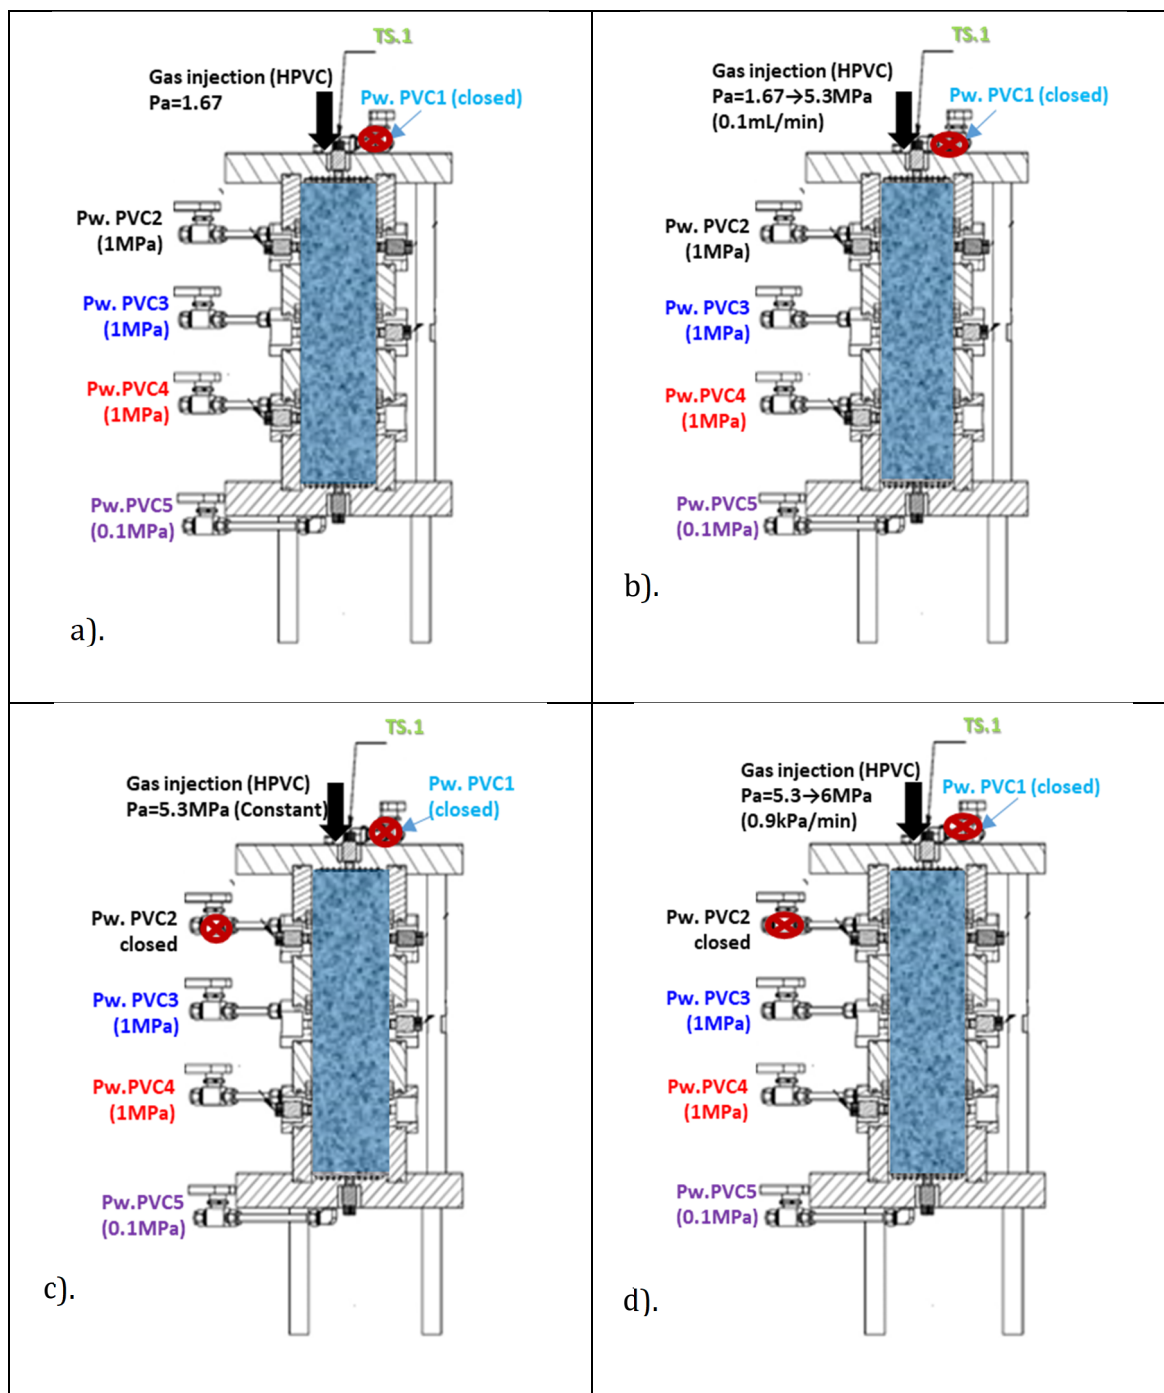 TS.1
Gas injection (HPVC)
Pa=1.67
Pw. PVC1 (closed)
Pw. PVC2
(1MPa)
Pw. PVC3
(1MPa)
Pw.PVC4
(1MPa)
Pw.PVC5
(0.1MPa)
a).
TS.1
Gas injection (HPVC)
Pa=1.67→5.3MPa
(0.1mL/min)
Pw. PVC1 (closed)
Pw. PVC2
(1MPa)
Pw. PVC3
(1MPa)
Pw.PVC4
(1MPa)
Pw.PVC5
(0.1MPa)
b).
TS.1
Gas injection (HPVC)
Pa=5.3MPa (Constant)
Pw. PVC1
(closed)
Pw. PVC2
closed
Pw. PVC3
(1MPa)
Pw.PVC4
(1MPa)
Pw.PVC5
(0.1MPa)
c).
TS.1
Gas injection (HPVC)
Pa=5.3→6MPa
(0.9kPa/min)
Pw. PVC1 (closed)
Pw. PVC2
closed
Pw. PVC3
(1MPa)
Pw.PVC4
(1MPa)
Pw.PVC5
(0.1MPa)
d).